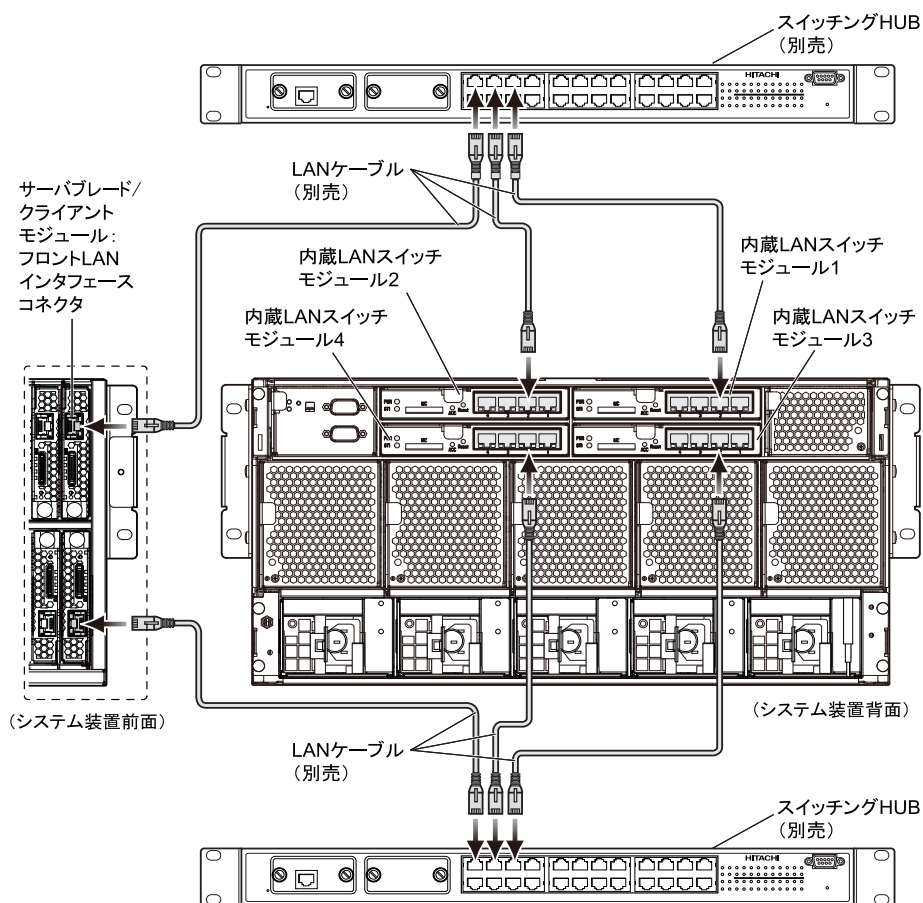 スイッチングHUB
（別売）
HITACHI
LANケーブル
（別売）
サーバブレード/
クライアント
モジュール：
フロントLAN
インタフェース
コネクタ
内蔵LANスイッチ
モジュール2
内蔵LANスイッチ
モジュール1
内蔵LANスイッチ
モジュール4
内蔵LANスイッチ
モジュール3
（システム装置前面）
（システム装置背面）
LANケーブル
（別売）
スイッチングHUB
（別売）
HITACHI